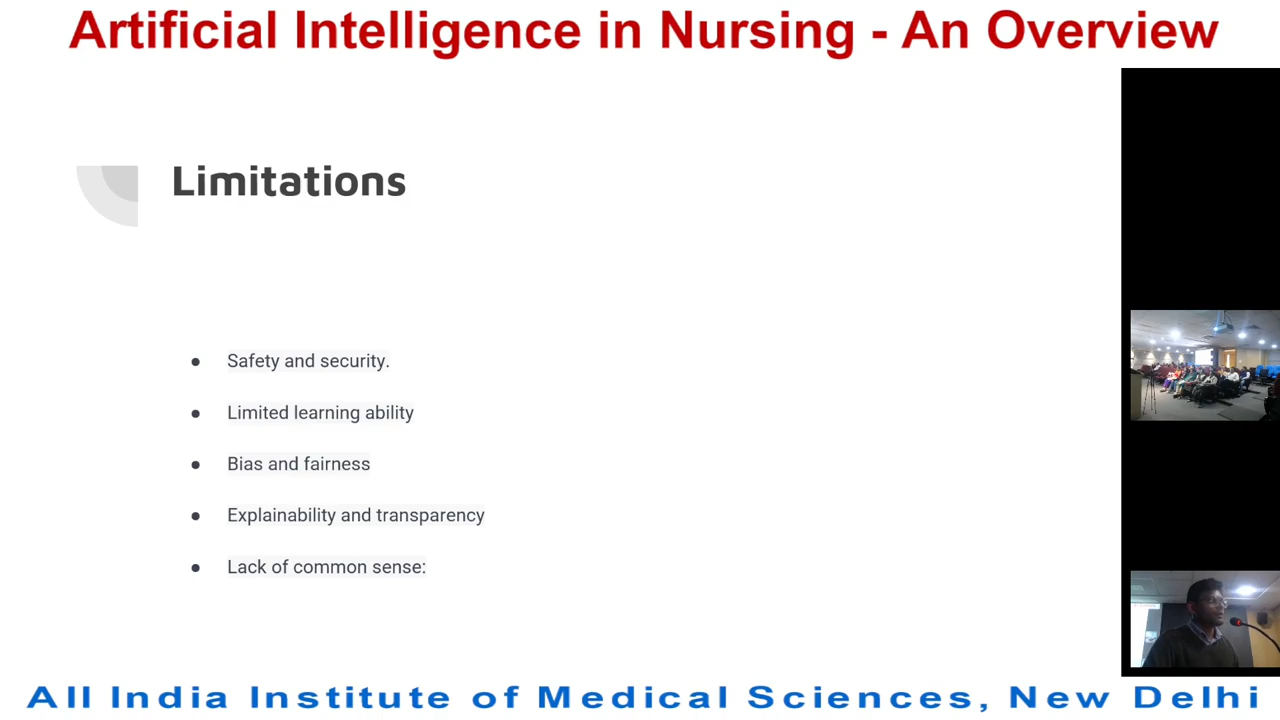 Artificial Intelligence in Nursing - An Overview
Limitations
● Safety and security.
● Limited learning ability
● Bias and fairness
● Explainability and transparency
● Lack of common sense:
All India Institute of Medical Sciences, New Delhi